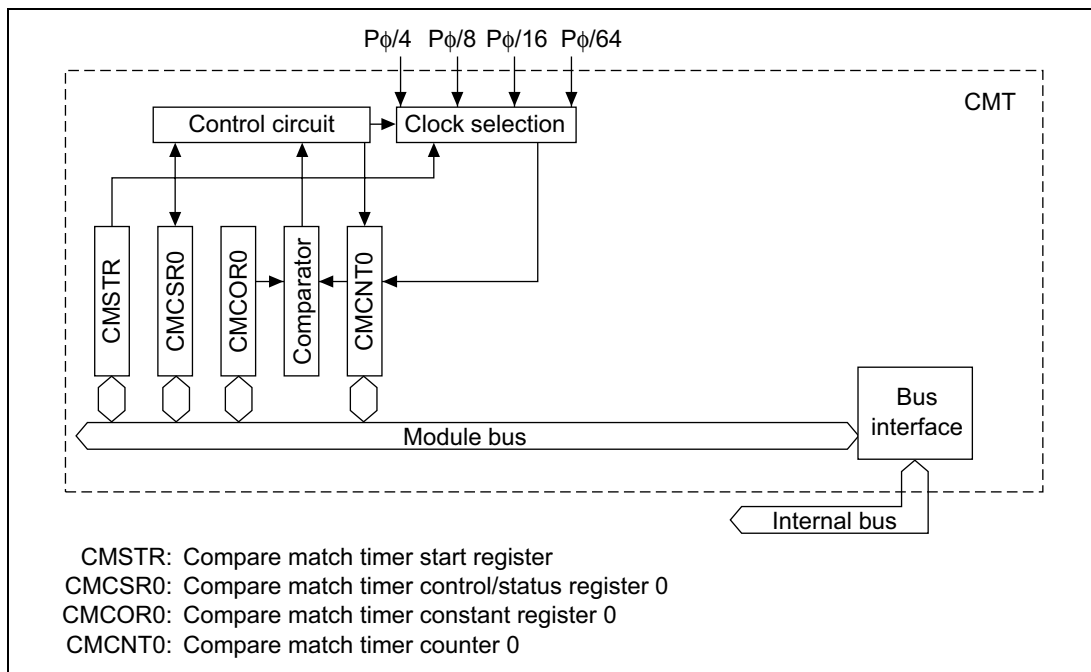 Pϕ/4 Pϕ/8 Pϕ/16 Pϕ/64
CMT
Control circuit
Clock selection
CMSTR
CMCSR0
CMCOR0
Comparator
CMCNT0
Bus
interface
Module bus
Internal bus
CMSTR: Compare match timer start register
CMCSR0: Compare match timer control/status register 0
CMCOR0: Compare match timer constant register 0
CMCNT0: Compare match timer counter 0